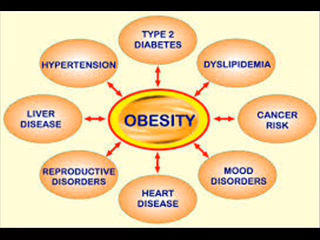 TYPE 2
DIABETES
HYPERTENSION
DYSLIPIDEMIA
LIVER
DISEASE
OBESITY
CANCER
RISK
REPRODUCTIVE
DISORDERS
MOOD
DISORDERS
HEART
DISEASE